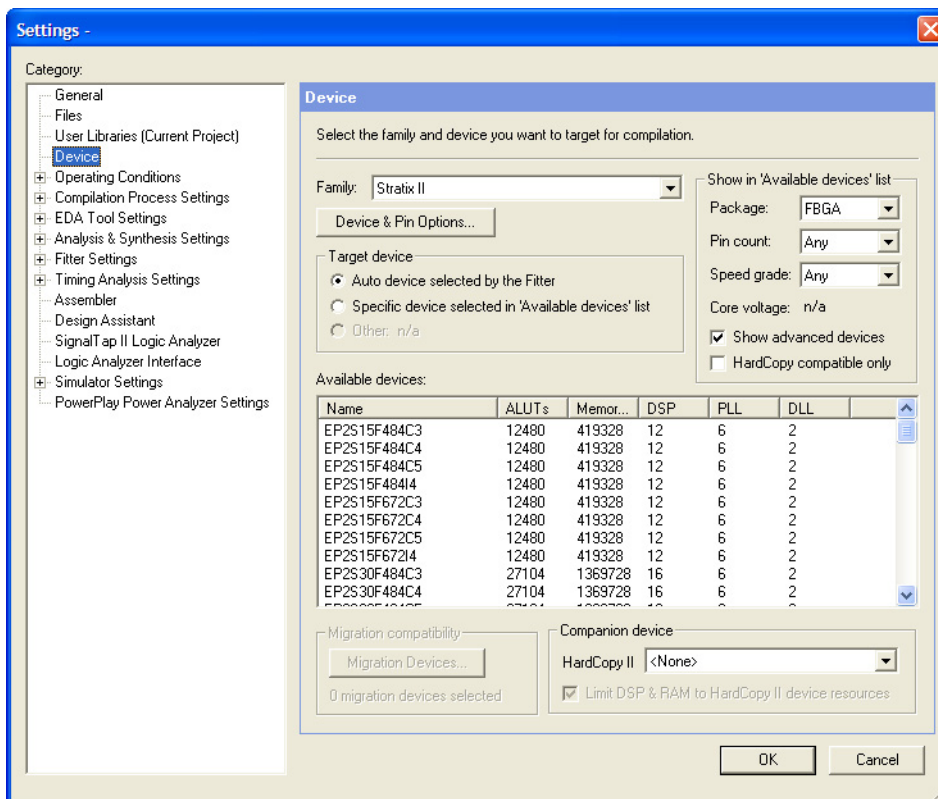 Settings -
Category:
General
Files
User Libraries (Current Project)
Device
Operating Conditions
Compilation Process Settings
EDA Tool Settings
Analysis & Synthesis Settings
Fitter Settings
Timing Analysis Settings
Assembler
Design Assistant
SignalTap II Logic Analyzer
Logic Analyzer Interface
Simulator Settings
PowerPlay Power Analyzer Settings
Device
Select the family and device you want to target for compilation.
Family: Stratix II
Device & Pin Options...
Target device
Auto device selected by the Fitter
Specific device selected in 'Available devices' list
Other: n/a
Show in 'Available devices' list
Package: FBGA
Pin count: Any
Speed grade: Any
Core voltage: n/a
Show advanced devices
HardCopy compatible only
Available devices:
Name ALUTs Memor... DSP PLL DLL
EP2S15F484C3 12480 419328 12 6 2
EP2S15F484C4 12480 419328 12 6 2
EP2S15F484C5 12480 419328 12 6 2
EP2S15F484I4 12480 419328 12 6 2
EP2S15F672C3 12480 419328 12 6 2
EP2S15F672C4 12480 419328 12 6 2
EP2S15F672C5 12480 419328 12 6 2
EP2S15F672I4 12480 419328 12 6 2
EP2S30F484C3 27104 1369728 16 6 2
EP2S30F484C4 27104 1369728 16 6 2
Migration compatibility
Migration Devices...
0 migration devices selected
Companion device
HardCopy II <None>
Limit DSP & RAM to HardCopy II device resources
OK
Cancel